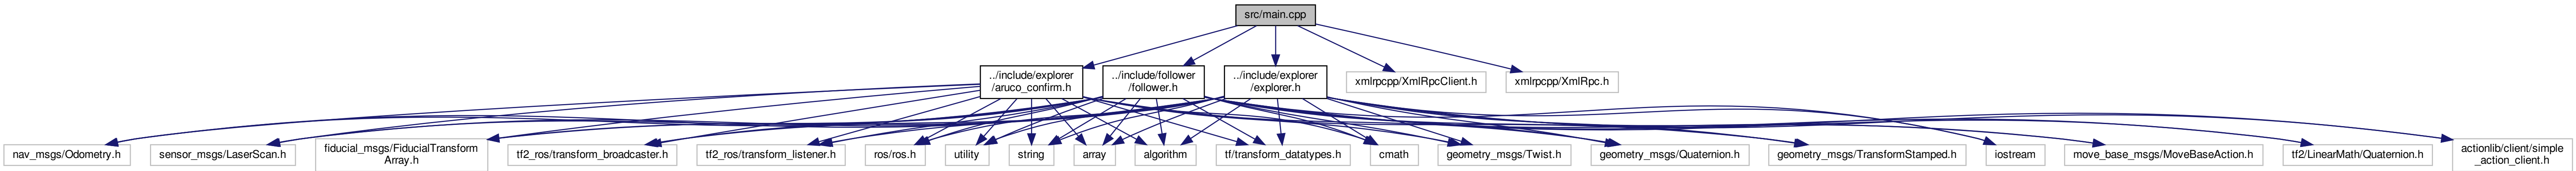 src/main.cpp
../include/explorer
/aruco_confirm.h
../include/follower
/follower.h
../include/explorer
/explorer.h
xmlrpcpp/XmlRpcClient.h
xmlrpcpp/XmlRpc.h
nav_msgs/Odometry.h
sensor_msgs/LaserScan.h
fiducial_msgs/FiducialTransform
Array.h
tf2_ros/transform_broadcaster.h
tf2_ros/transform_listener.h
ros/ros.h
utility
string
array
algorithm
tf/transform_datatypes.h
cmath
geometry_msgs/Twist.h
geometry_msgs/Quaternion.h
geometry_msgs/TransformStamped.h
iostream
move_base_msgs/MoveBaseAction.h
tf2/LinearMath/Quaternion.h
actionlib/client/simple
_action_client.h